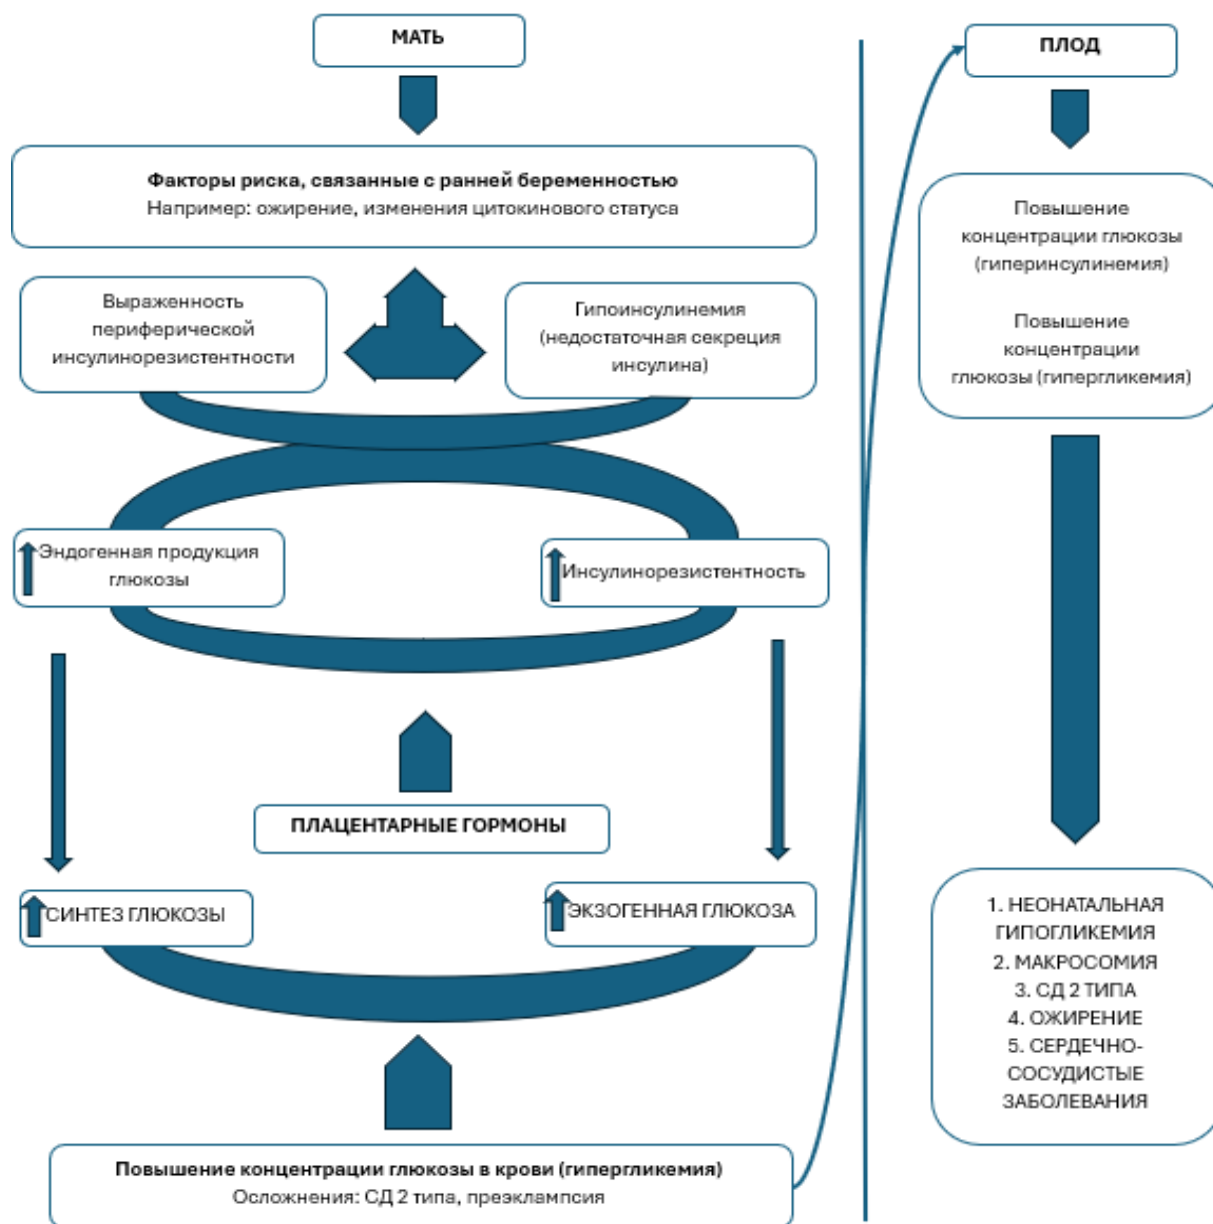 МАТЬ
Факторы риска, связанные с ранней беременностью
Например: ожирение, изменения цитокинового статуса
Выраженность
периферической
инсулинорезистентности
Гипоинсулинемия
(недостаточная секреция
инсулина)
Эндогенная продукция
глюкозы
Инсулинорезистентность
ПЛАЦЕНТАРНЫЕ ГОРМОНЫ
СИНТЕЗ ГЛЮКОЗЫ
ЭКЗОГЕННАЯ ГЛЮКОЗА
Повышение концентрации глюкозы в крови (гипергликемия)
Осложнения: СД 2 типа, преэклампсия
ПЛОД
Повышение
концентрации глюкозы
(гиперинсулинемия)
Повышение
концентрации
глюкозы (гипергликемия)
1. НЕОНАТАЛЬНАЯ
ГИПОГЛИКЕМИЯ
2. МАКРОСОМИЯ
3. СД 2 ТИПА
4. ОЖИРЕНИЕ
5. СЕРДЕЧНО-
СОСУДИСТЫЕ
ЗАБОЛЕВАНИЯ